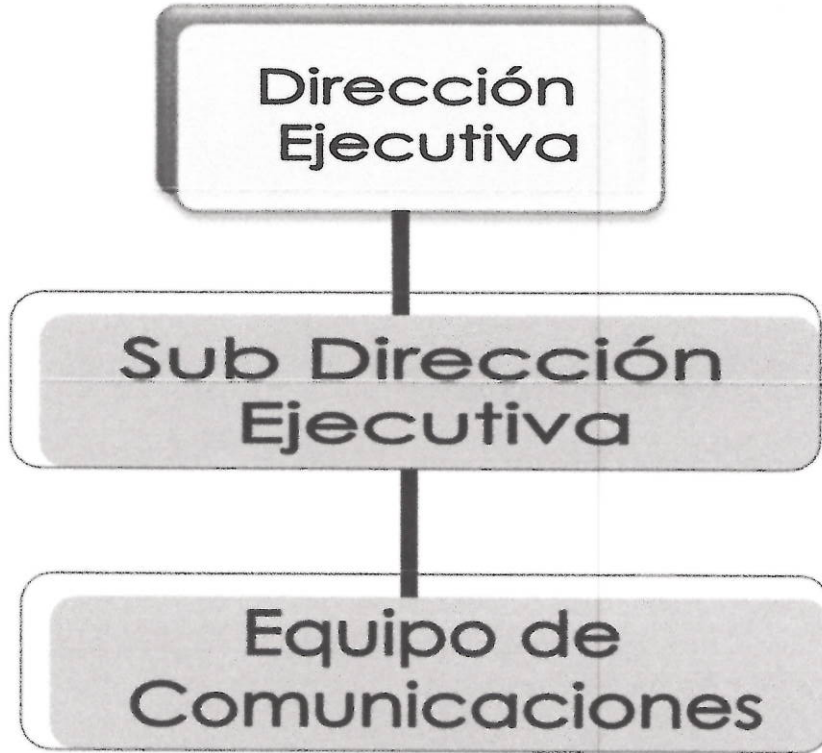 Dirección
Ejecutiva
Sub Dirección
Ejecutiva
Equipo de
Comunicaciones